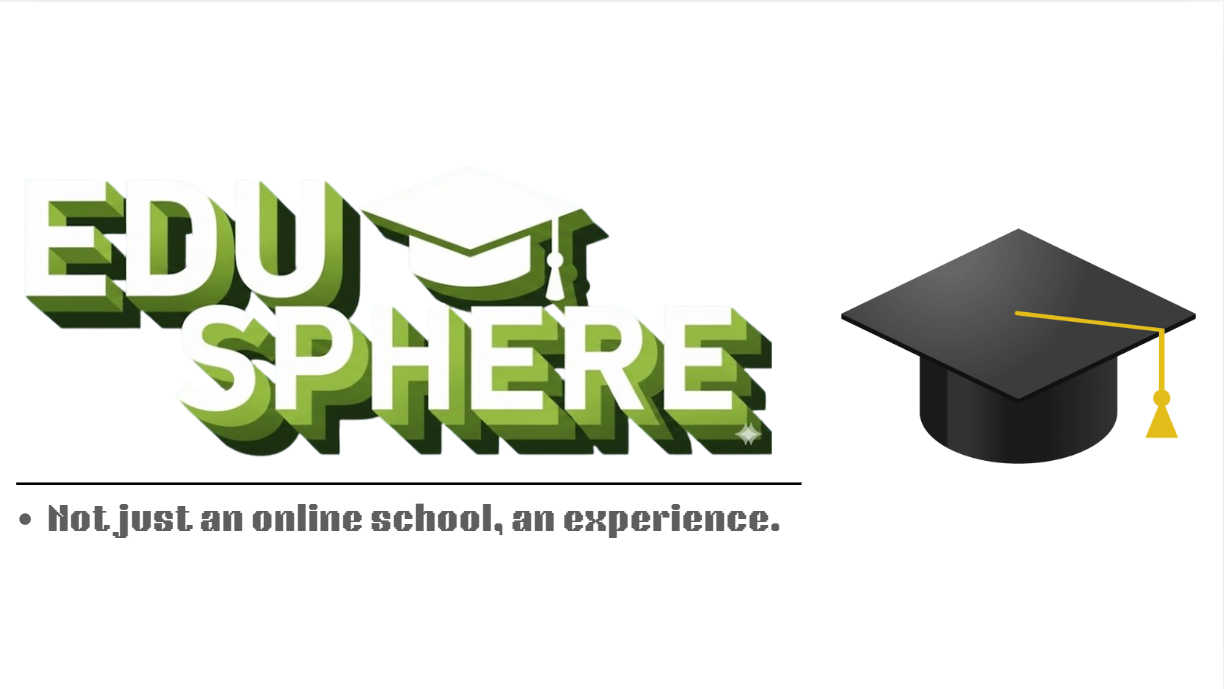 EDU
SPHERE
• Not just an online school, an experience.